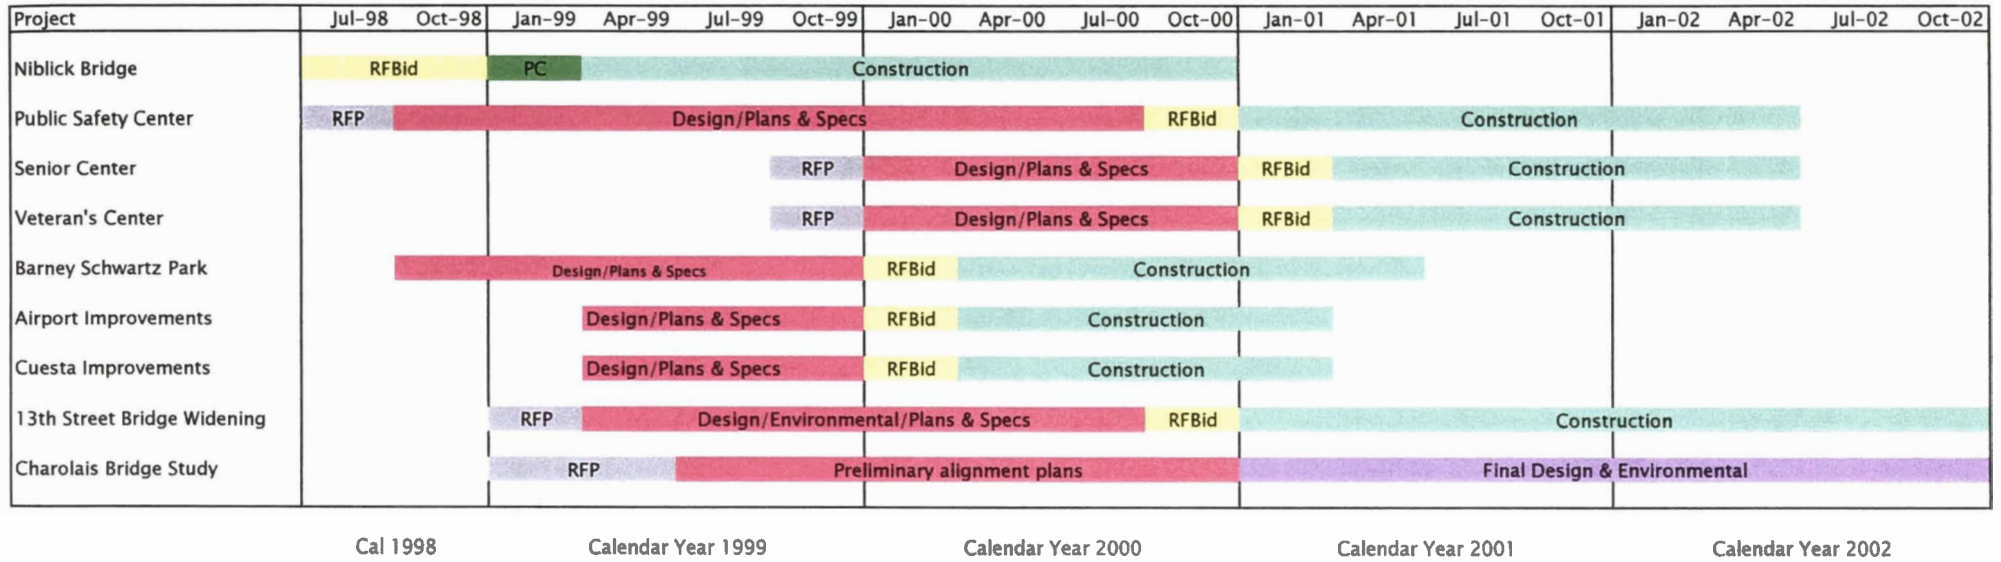 Project Jul-98 Oct-98 Jan-99 Apr-99 Jul-99 Oct-99 Jan-00 Apr-00 Jul-00 Oct-00 Jan-01 Apr-01 Jul-01 Oct-01 Jan-02 Apr-02 Jul-02 Oct-02
Niblick Bridge RFBid PC Construction
Public Safety Center RFP Design/Plans & Specs RFBid Construction
Senior Center RFP Design/Plans & Specs RFBid Construction
Veteran's Center RFP Design/Plans & Specs RFBid Construction
Barney Schwartz Park Design/Plans & Specs RFBid Construction
Airport Improvements Design/Plans & Specs RFBid Construction
Cuesta Improvements Design/Plans & Specs RFBid Construction
13th Street Bridge Widening RFP Design/Environmental/Plans & Specs RFBid Construction
Charolais Bridge Study RFP Preliminary alignment plans Final Design & Environmental
Cal 1998 Calendar Year 1999 Calendar Year 2000 Calendar Year 2001 Calendar Year 2002